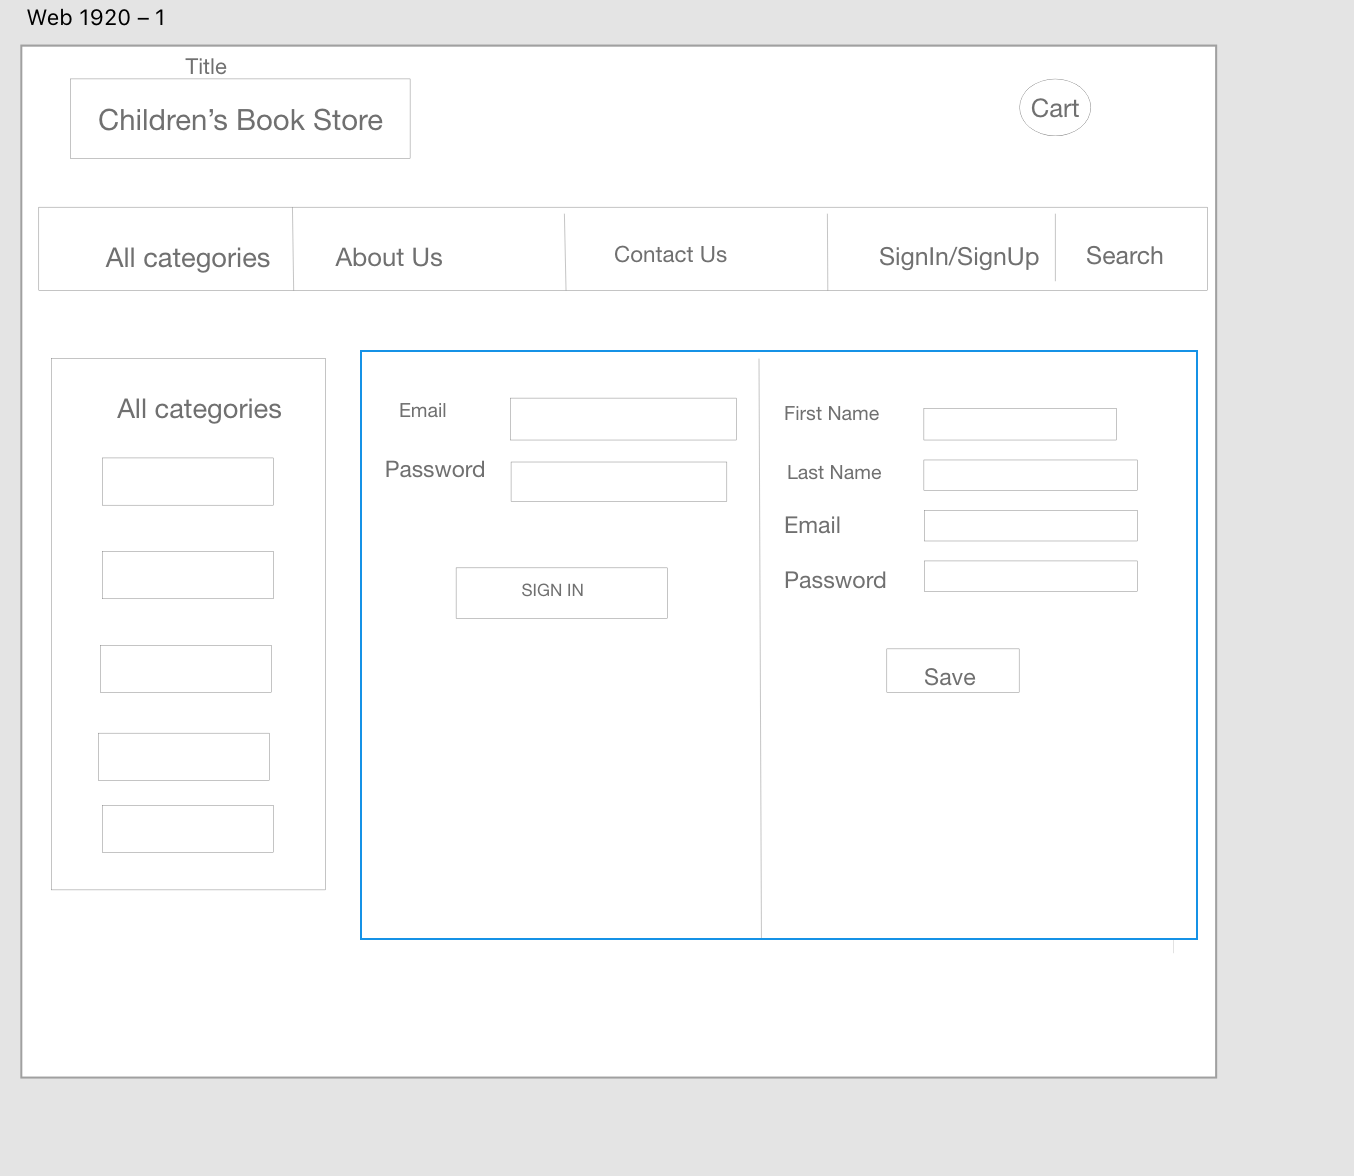 Web 1920 – 1
Title
Children’s Book Store
Cart
All categories
About Us
Contact Us
SignIn/SignUp
Search
All categories
Email
Password
SIGN IN
First Name
Last Name
Email
Password
Save